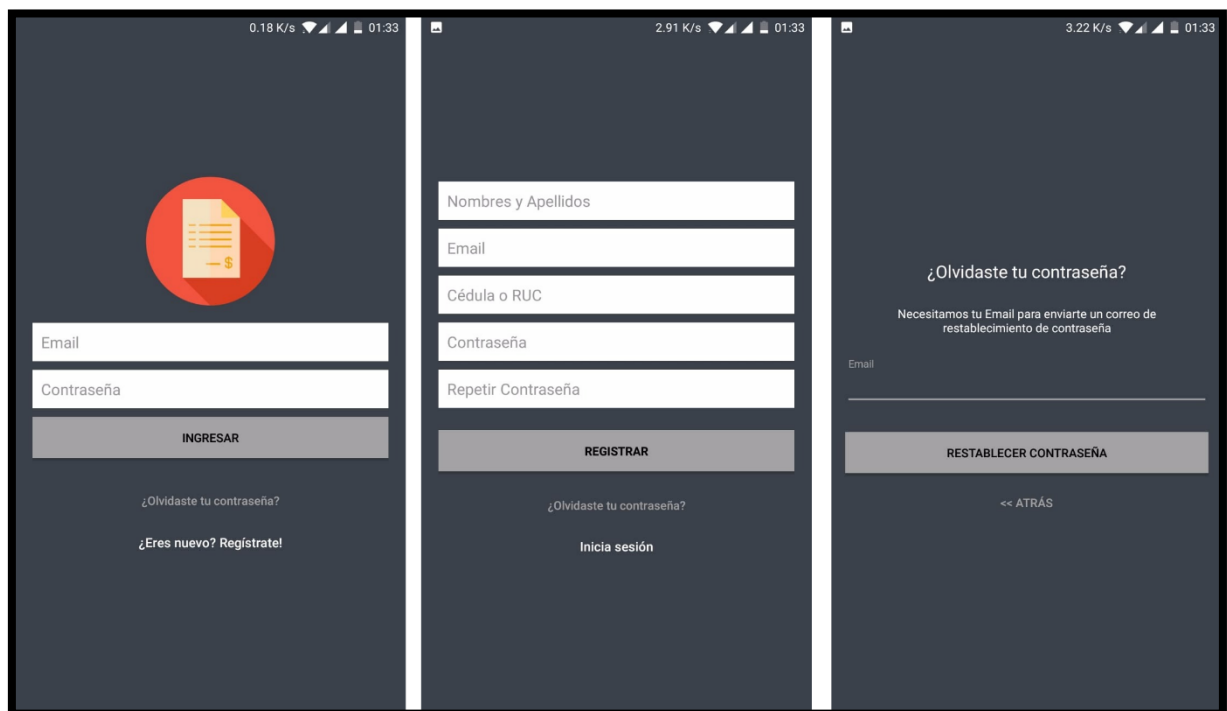 0.18 K/s 01:33
$
Email
Contraseña
INGRESAR
¿Olvidaste tu contraseña?
¿Eres nuevo? Regístrate!
2.91 K/s 01:33
Nombres y Apellidos
Email
Cédula o RUC
Contraseña
Repetir Contraseña
REGISTRAR
¿Olvidaste tu contraseña?
Inicia sesión
3.22 K/s 01:33
¿Olvidaste tu contraseña?
Necesitamos tu Email para enviarte un correo de
restablecimiento de contraseña
Email
RESTABLECER CONTRASEÑA
<< ATRÁS